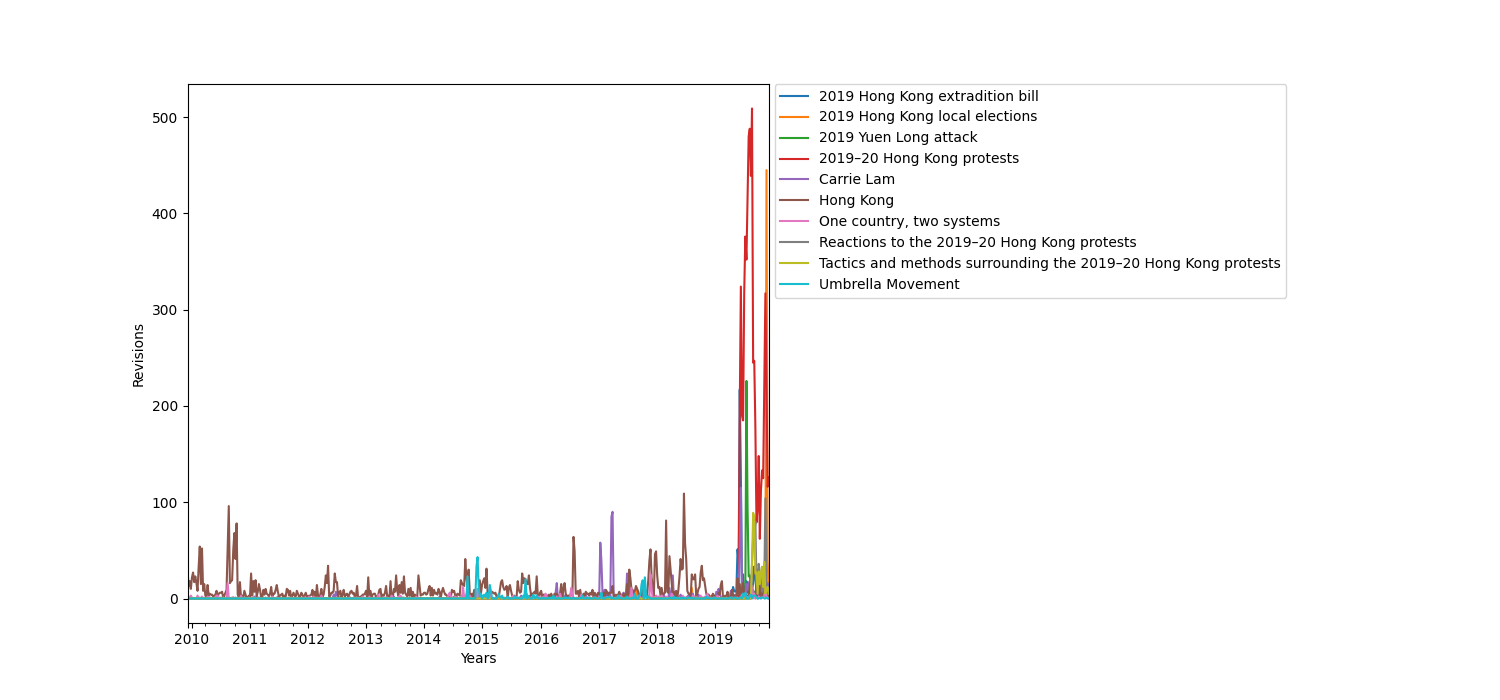 500
400
300
200
100
0
Revisions
2010 2011 2012 2013 2014 2015 2016 2017 2018 2019
Years
2019 Hong Kong extradition bill
2019 Hong Kong local elections
2019 Yuen Long attack
2019–20 Hong Kong protests
Carrie Lam
Hong Kong
One country, two systems
Reactions to the 2019–20 Hong Kong protests
Tactics and methods surrounding the 2019–20 Hong Kong protests
Umbrella Movement